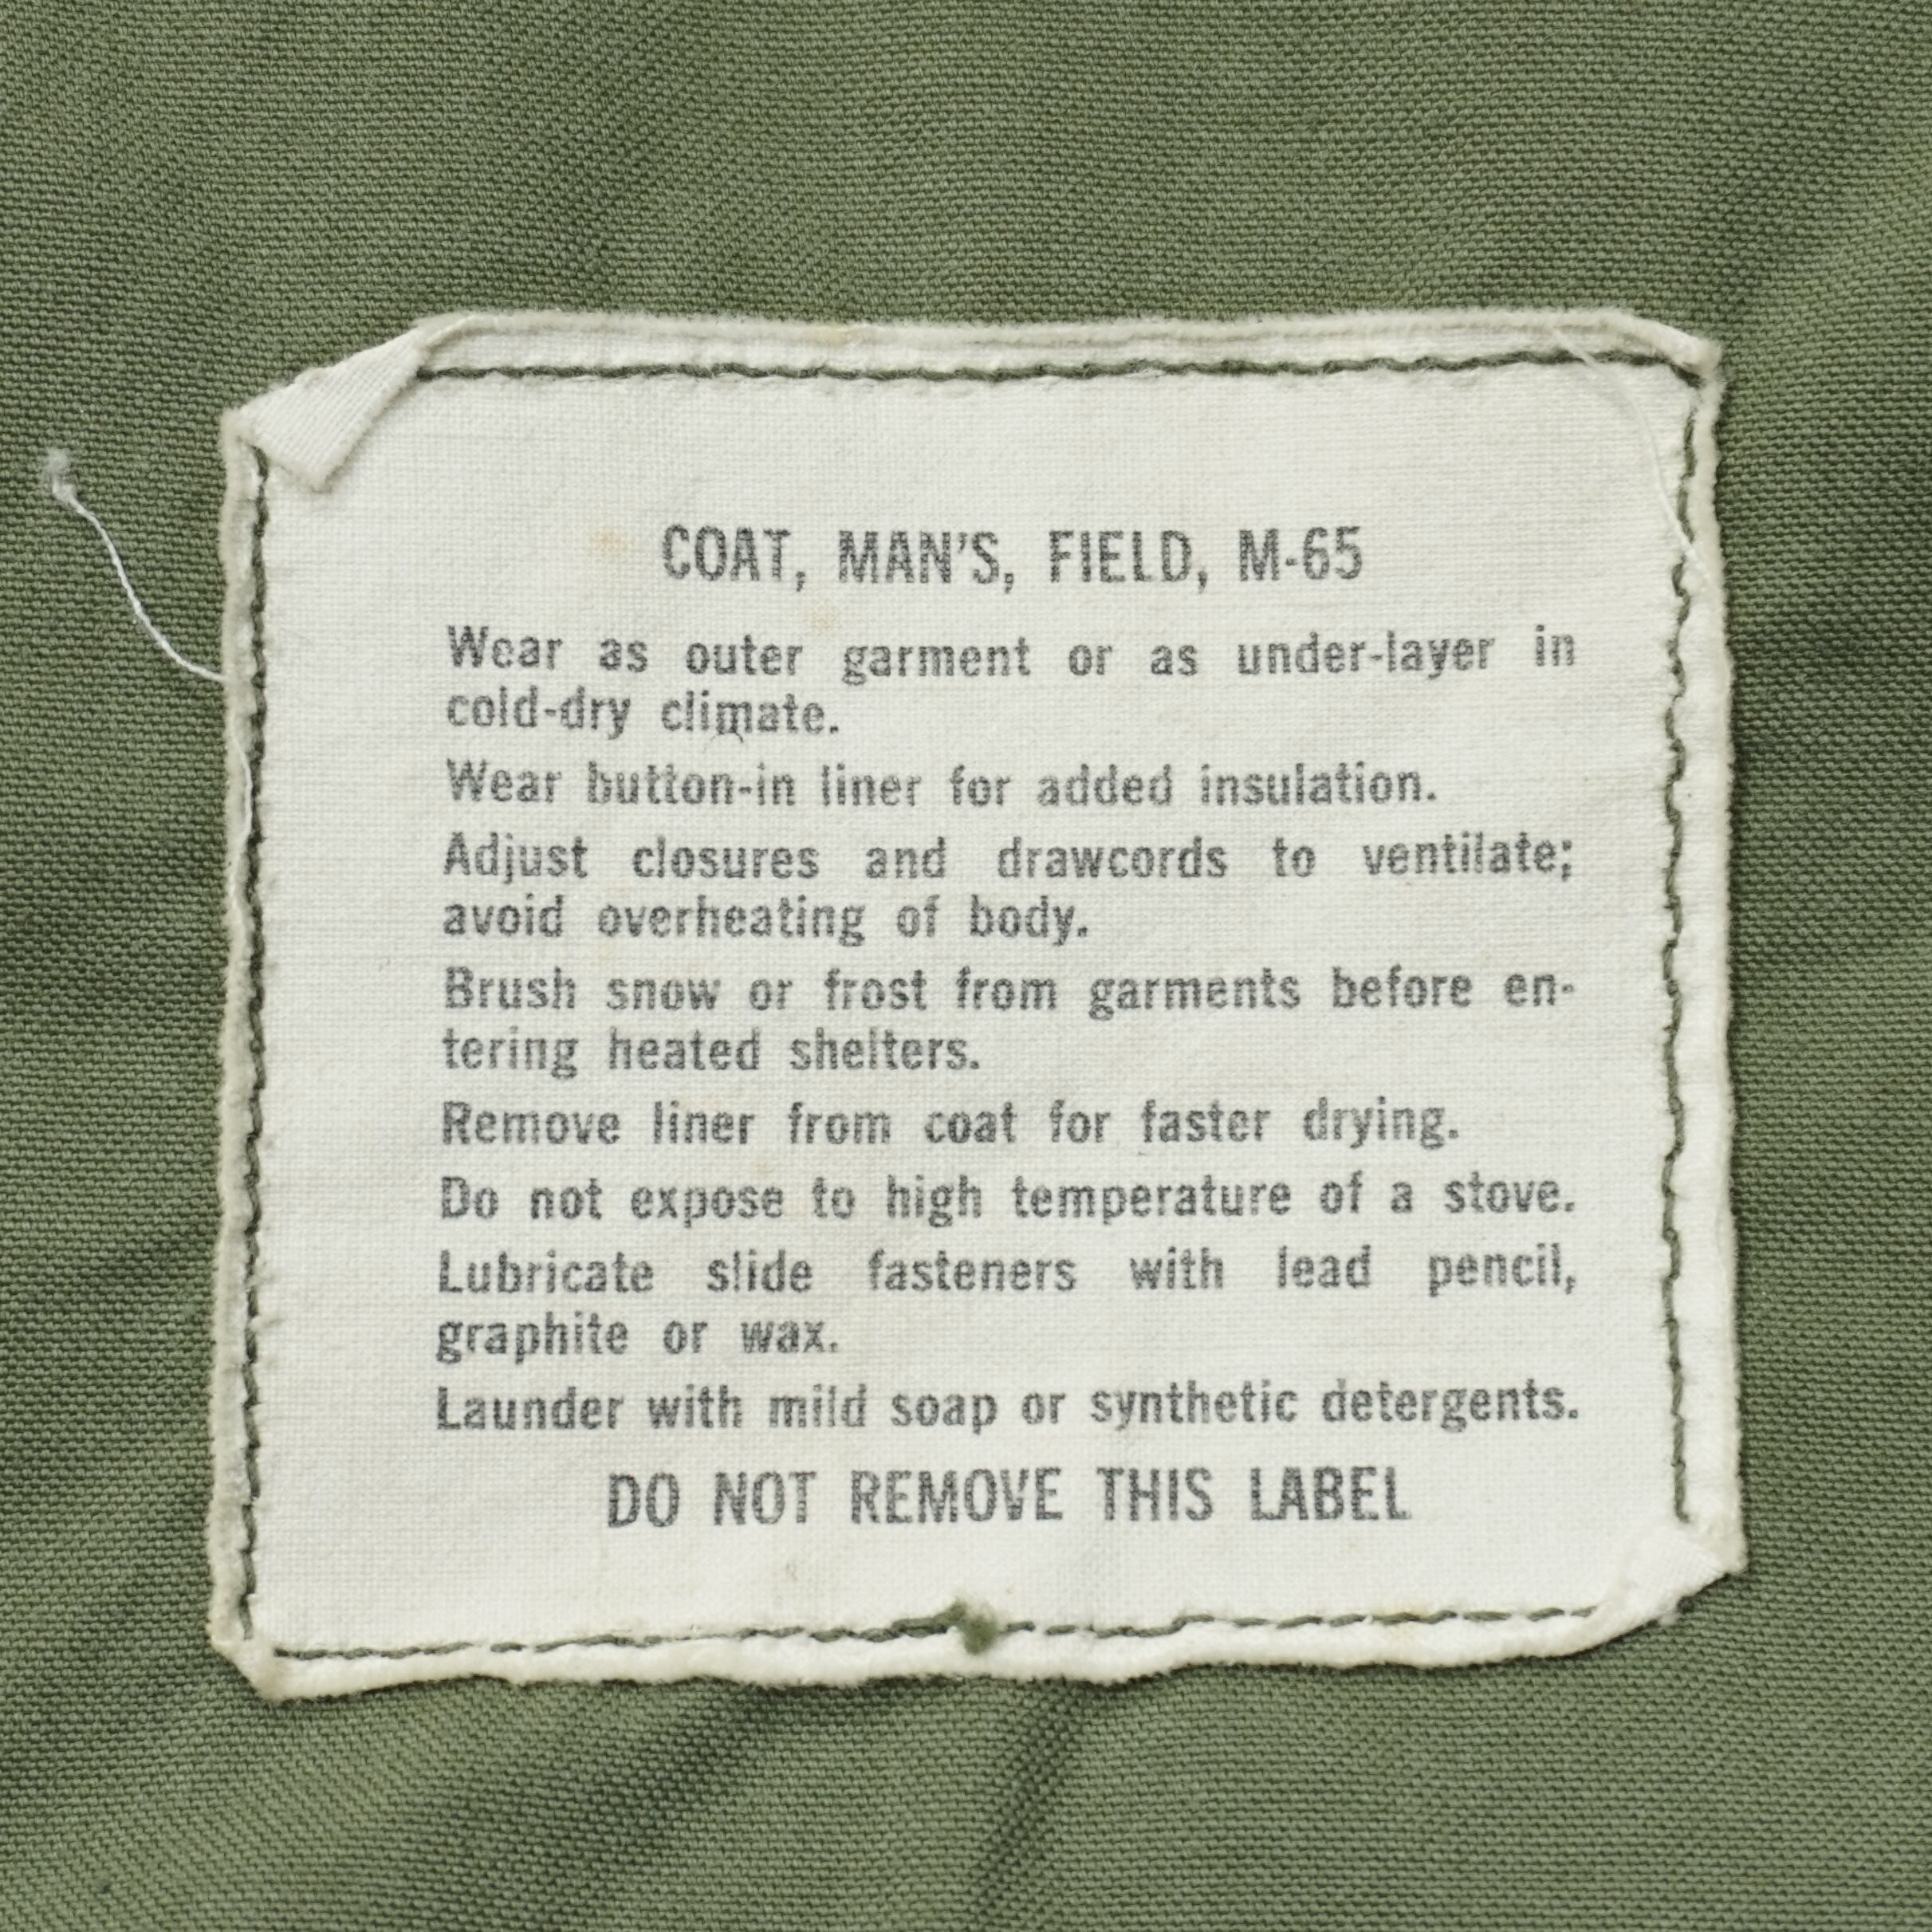 COAT, MAN'S, FIELD, M-65
Wear as outer garment or as under-layer in
cold-dry climate.
Wear button-in liner for added insulation.
Adjust closures and drawcords to ventilate;
avoid overheating of body.
Brush snow or frost from garments before en-
tering heated shelters.
Remove liner from coat for faster drying.
Do not expose to high temperature of a stove.
Lubricate slide fasteners with lead pencil,
graphite or wax.
Launder with mild soap or synthetic detergents.
DO NOT REMOVE THIS LABEL